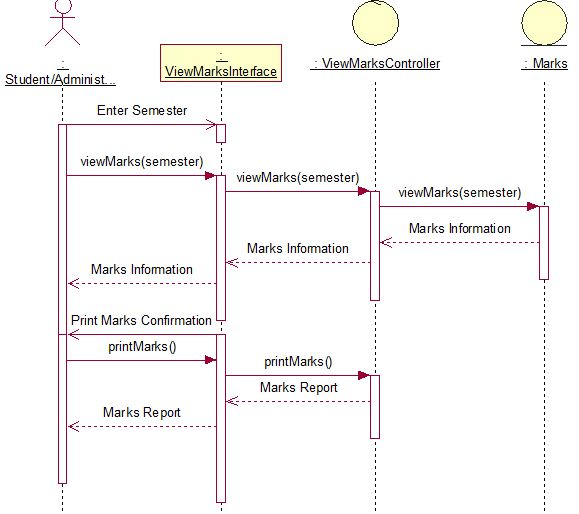 :
Student/Administ...
:
ViewMarksInterface
: ViewMarksController
: Marks
Enter Semester
viewMarks(semester)
viewMarks(semester)
viewMarks(semester)
Marks Information
Marks Information
Marks Information
Print Marks Confirmation
printMarks()
printMarks()
Marks Report
Marks Report